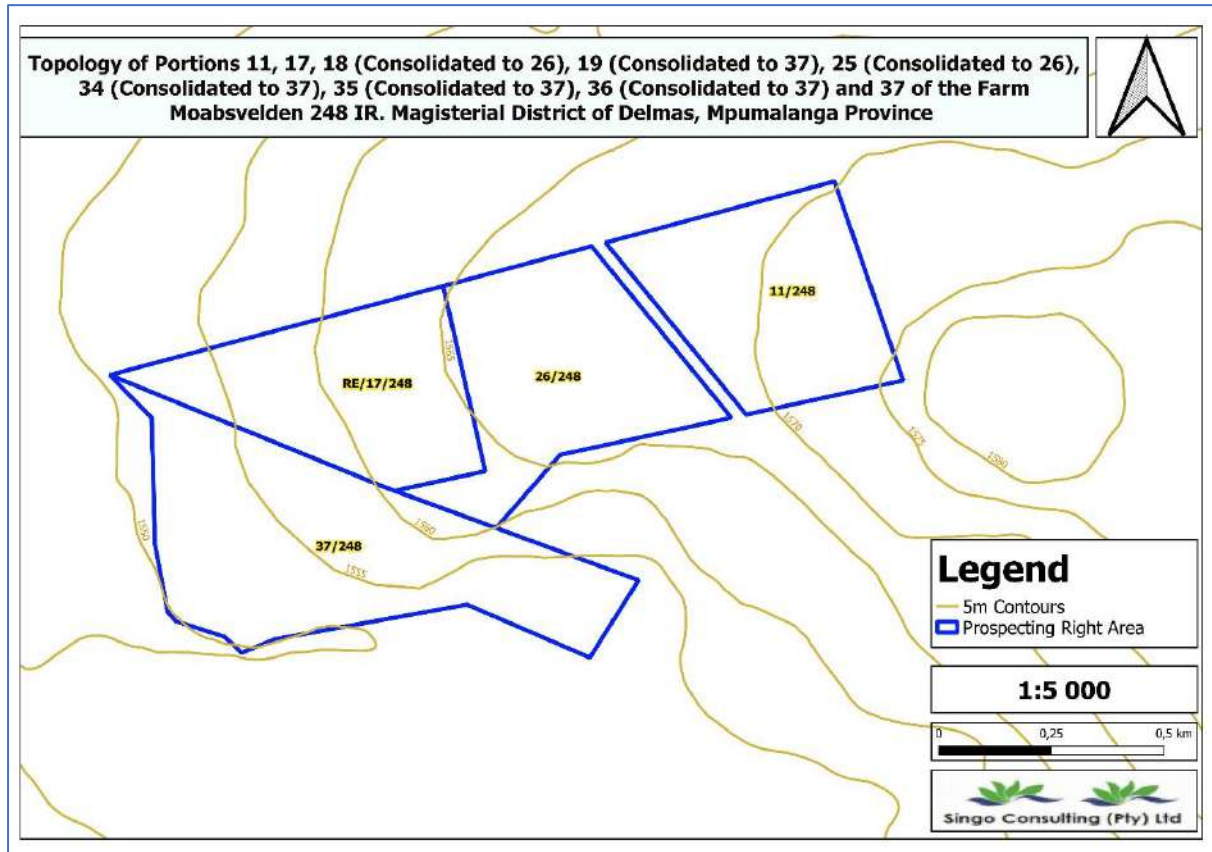 Topology of Portions 11, 17, 18 (Consolidated to 26), 19 (Consolidated to 37), 25 (Consolidated to 26),
34 (Consolidated to 37), 35 (Consolidated to 37), 36 (Consolidated to 37) and 37 of the Farm
Moabsvelden 248 IR. Magisterial District of Delmas, Mpumalanga Province
11/248
1565
RE/17/248
26/248
1570
1575
1580
1550
1560
37/248
1555
Legend
5m Contours
Prospecting Right Area
1:5 000
0 0,25 0,5 km
Singo Consulting (Pty) Ltd